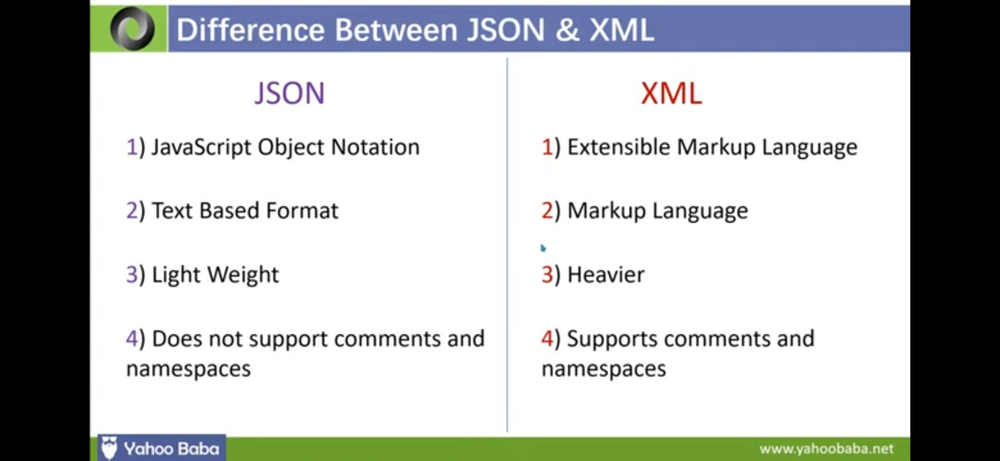 Difference Between JSON & XML
JSON
1) JavaScript Object Notation
2) Text Based Format
3) Light Weight
4) Does not support comments and
namespaces
XML
1) Extensible Markup Language
2) Markup Language
3) Heavier
4) Supports comments and
namespaces
Yahoo Baba
www.yahoobaba.net